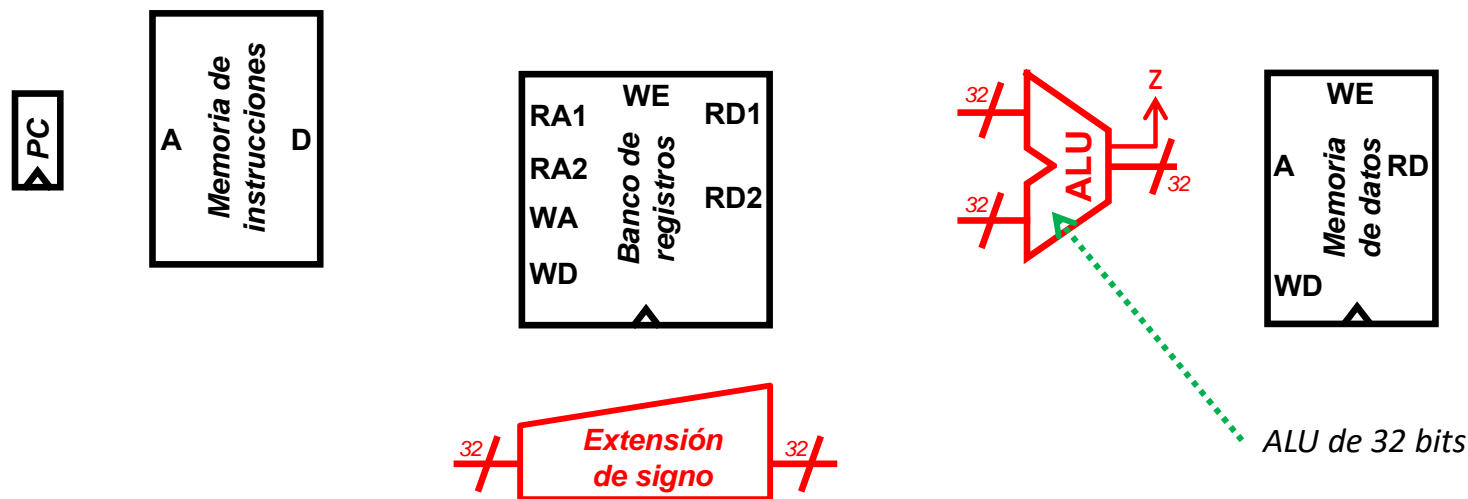 PC
A
Memoria de
instrucciones
D
WE
RA1
RA2
WA
WD
Banco de
registros
RD1
RD2
32
32
ALU
Z
32
WE
A
Memoria
de datos
RD
WD
32
Extensión
de signo
32
ALU de 32 bits